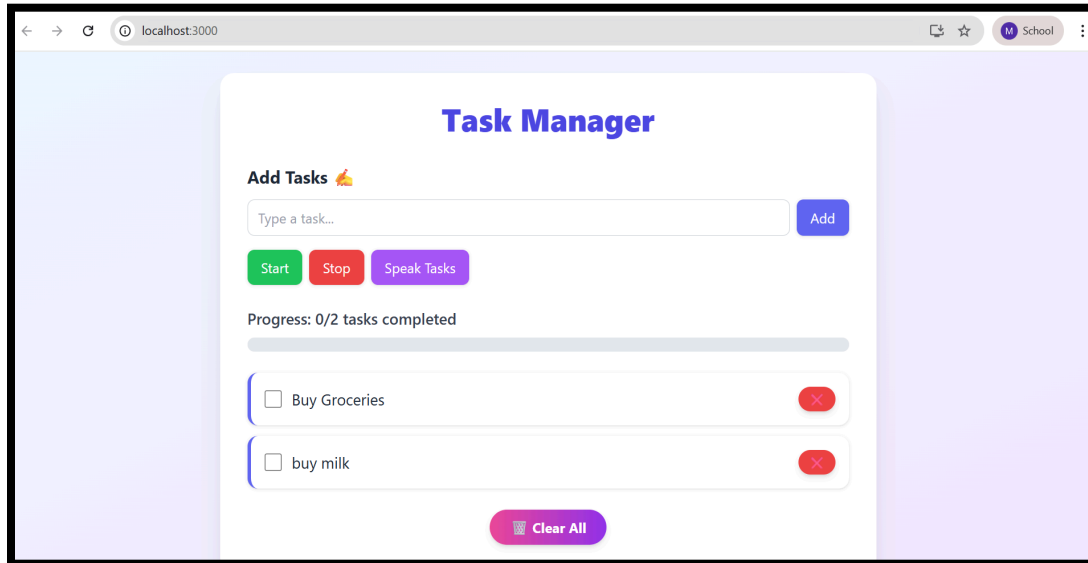 localhost:3000
M School
Task Manager
Add Tasks ✍
Type a task... Add
Start Stop Speak Tasks
Progress: 0/2 tasks completed
Buy Groceries
buy milk
🗑 Clear All